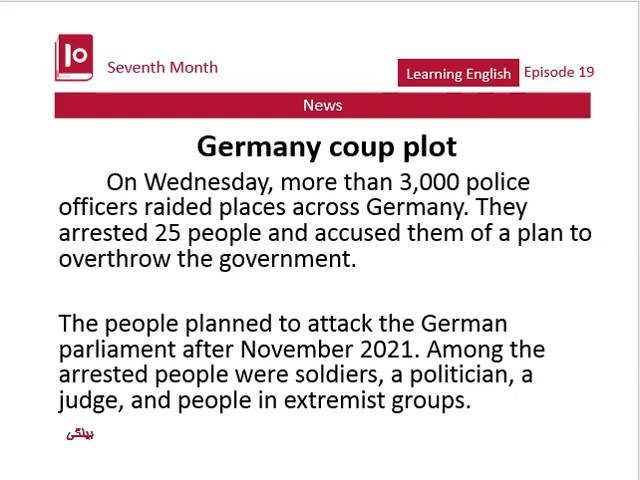 lo
Seventh Month
Learning English
Episode 19
News
Germany coup plot
On Wednesday, more than 3,000 police
officers raided places across Germany. They
arrested 25 people and accused them of a plan to
overthrow the government.
The people planned to attack the German
parliament after November 2021. Among the
arrested people were soldiers, a politician, a
judge, and people in extremist groups.
بیلگی